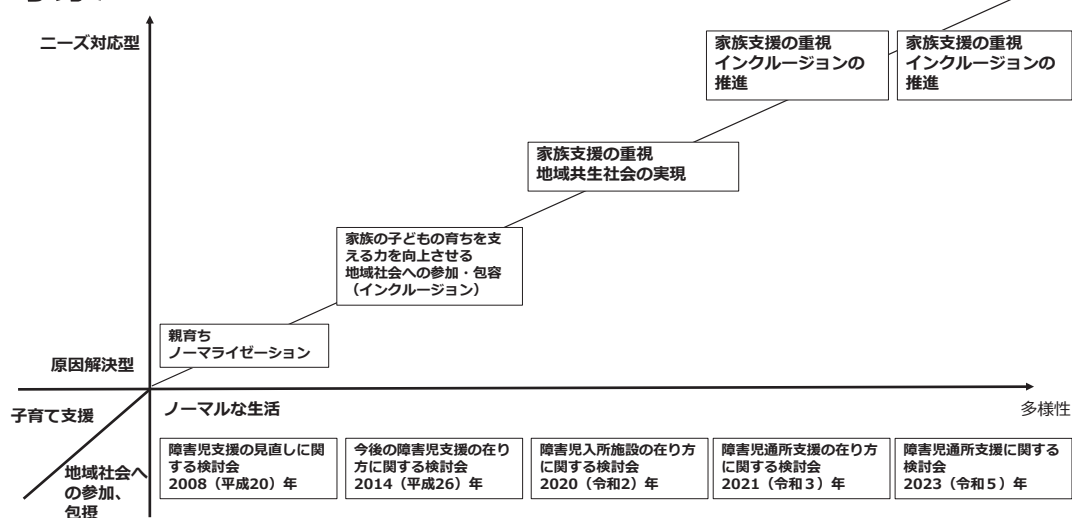 ニーズ対応型
家族支援の重視
インクルージョンの
推進
家族支援の重視
インクルージョンの
推進
家族支援の重視
地域共生社会の実現
家族の子どもの育ちを支
える力を向上させる
地域社会への参加・包容
（インクルージョン）
親育ち
ノーマライゼーション
原因解決型
子育て支援
ノーマルな生活
多様性
地域社会へ
の参加、
包摂
障害児支援の見直しに関
する検討会
2008（平成20）年
今後の障害児支援の在り
方に関する検討会
2014（平成26）年
障害児入所施設の在り方
に関する検討会
2020（令和2）年
障害児通所支援の在り方
に関する検討会
2021（令和３）年
障害児通所支援に関する
検討会
2023（令和５）年